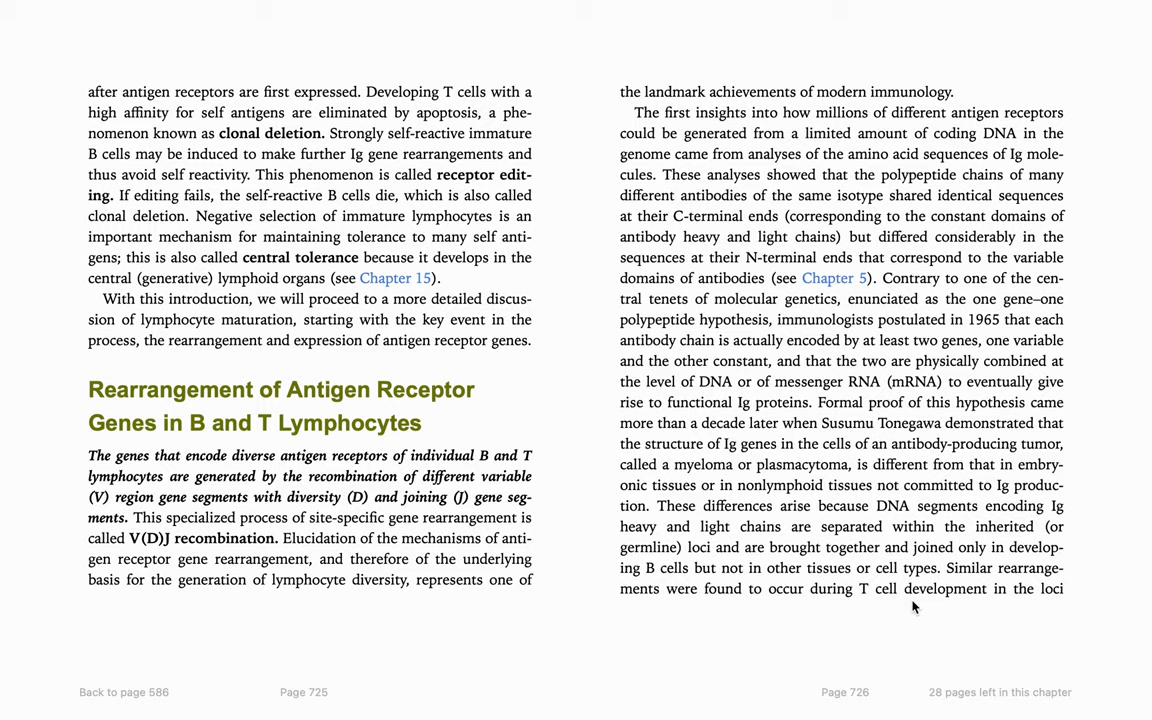 after antigen receptors are first expressed. Developing T cells with a
high affinity for self antigens are eliminated by apoptosis, a phe-
nomenon known as clonal deletion. Strongly self-reactive immature
B cells may be induced to make further Ig gene rearrangements and
thus avoid self reactivity. This phenomenon is called receptor edit-
ing. If editing fails, the self-reactive B cells die, which is also called
clonal deletion. Negative selection of immature lymphocytes is an
important mechanism for maintaining tolerance to many self anti-
gens; this is also called central tolerance because it develops in the
central (generative) lymphoid organs (see Chapter 15).
With this introduction, we will proceed to a more detailed discus-
sion of lymphocyte maturation, starting with the key event in the
process, the rearrangement and expression of antigen receptor genes.
Rearrangement of Antigen Receptor
Genes in B and T Lymphocytes
The genes that encode diverse antigen receptors of individual B and T
lymphocytes are generated by the recombination of different variable
(V) region gene segments with diversity (D) and joining (J) gene seg-
ments. This specialized process of site-specific gene rearrangement is
called V(D)J recombination. Elucidation of the mechanisms of anti-
gen receptor gene rearrangement, and therefore of the underlying
basis for the generation of lymphocyte diversity, represents one of
the landmark achievements of modern immunology.
The first insights into how millions of different antigen receptors
could be generated from a limited amount of coding DNA in the
genome came from analyses of the amino acid sequences of Ig mole-
cules. These analyses showed that the polypeptide chains of many
different antibodies of the same isotype shared identical sequences
at their C-terminal ends (corresponding to the constant domains of
antibody heavy and light chains) but differed considerably in the
sequences at their N-terminal ends that correspond to the variable
domains of antibodies (see Chapter 5). Contrary to one of the cen-
tral tenets of molecular genetics, enunciated as the one gene–one
polypeptide hypothesis, immunologists postulated in 1965 that each
antibody chain is actually encoded by at least two genes, one variable
and the other constant, and that the two are physically combined at
the level of DNA or of messenger RNA (mRNA) to eventually give
rise to functional Ig proteins. Formal proof of this hypothesis came
more than a decade later when Susumu Tonegawa demonstrated that
the structure of Ig genes in the cells of an antibody-producing tumor,
called a myeloma or plasmacytoma, is different from that in embry-
onic tissues or in nonlymphoid tissues not committed to Ig produc-
tion. These differences arise because DNA segments encoding Ig
heavy and light chains are separated within the inherited (or
germline) loci and are brought together and joined only in develop-
ing B cells but not in other tissues or cell types. Similar rearrange-
ments were found to occur during T cell development in the loci
Back to page 586
Page 725
Page 726
28 pages left in this chapter